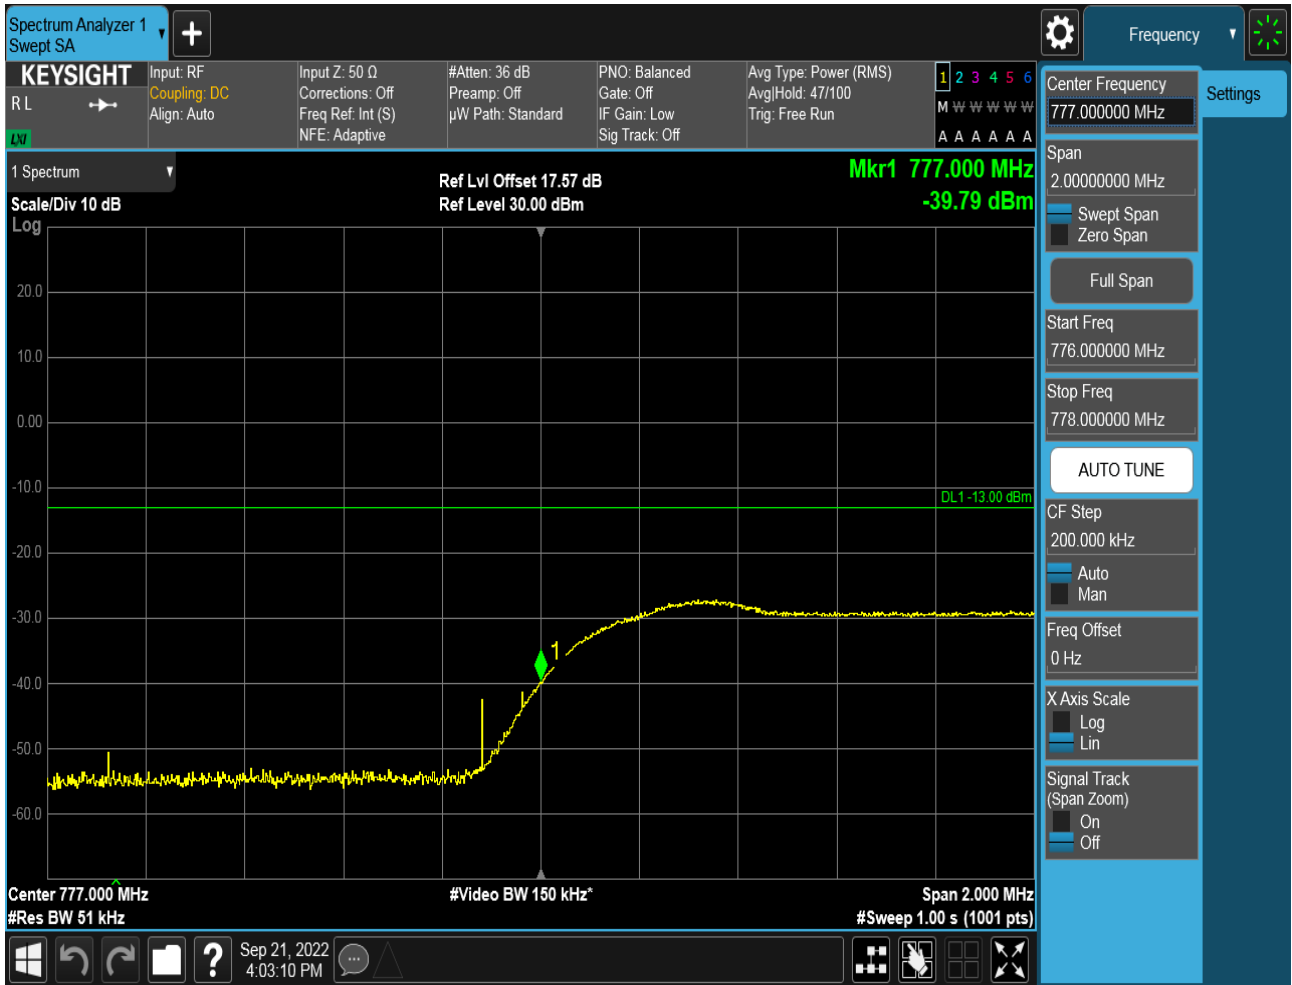 Spectrum Analyzer 1
Swept SA
Frequency
KEYSIGHT
R L
LXI
Input: RF
Coupling: DC
Align: Auto
Input Z: 50 Ω
Corrections: Off
Freq Ref: Int (S)
NFE: Adaptive
#Atten: 36 dB
Preamp: Off
µW Path: Standard
PNO: Balanced
Gate: Off
IF Gain: Low
Sig Track: Off
Avg Type: Power (RMS)
Avg|Hold: 47/100
Trig: Free Run
1 2 3 4 5 6
M W W W W W
A A A A A A
1 Spectrum
Scale/Div 10 dB
Log
Ref Lvl Offset 17.57 dB
Ref Level 30.00 dBm
Mkr1 777.000 MHz
-39.79 dBm
20.0
10.0
0.00
-10.0
DL1 -13.00 dBm
-20.0
-30.0
1
-40.0
-50.0
-60.0
Center 777.000 MHz
#Res BW 51 kHz
#Video BW 150 kHz*
Span 2.000 MHz
#Sweep 1.00 s (1001 pts)
Center Frequency
777.000000 MHz
Settings
Span
2.00000000 MHz
Swept Span
Zero Span
Full Span
Start Freq
776.000000 MHz
Stop Freq
778.000000 MHz
AUTO TUNE
CF Step
200.000 kHz
Auto
Man
Freq Offset
0 Hz
X Axis Scale
Log
Lin
Signal Track
(Span Zoom)
On
Off
?
Sep 21, 2022
4:03:10 PM